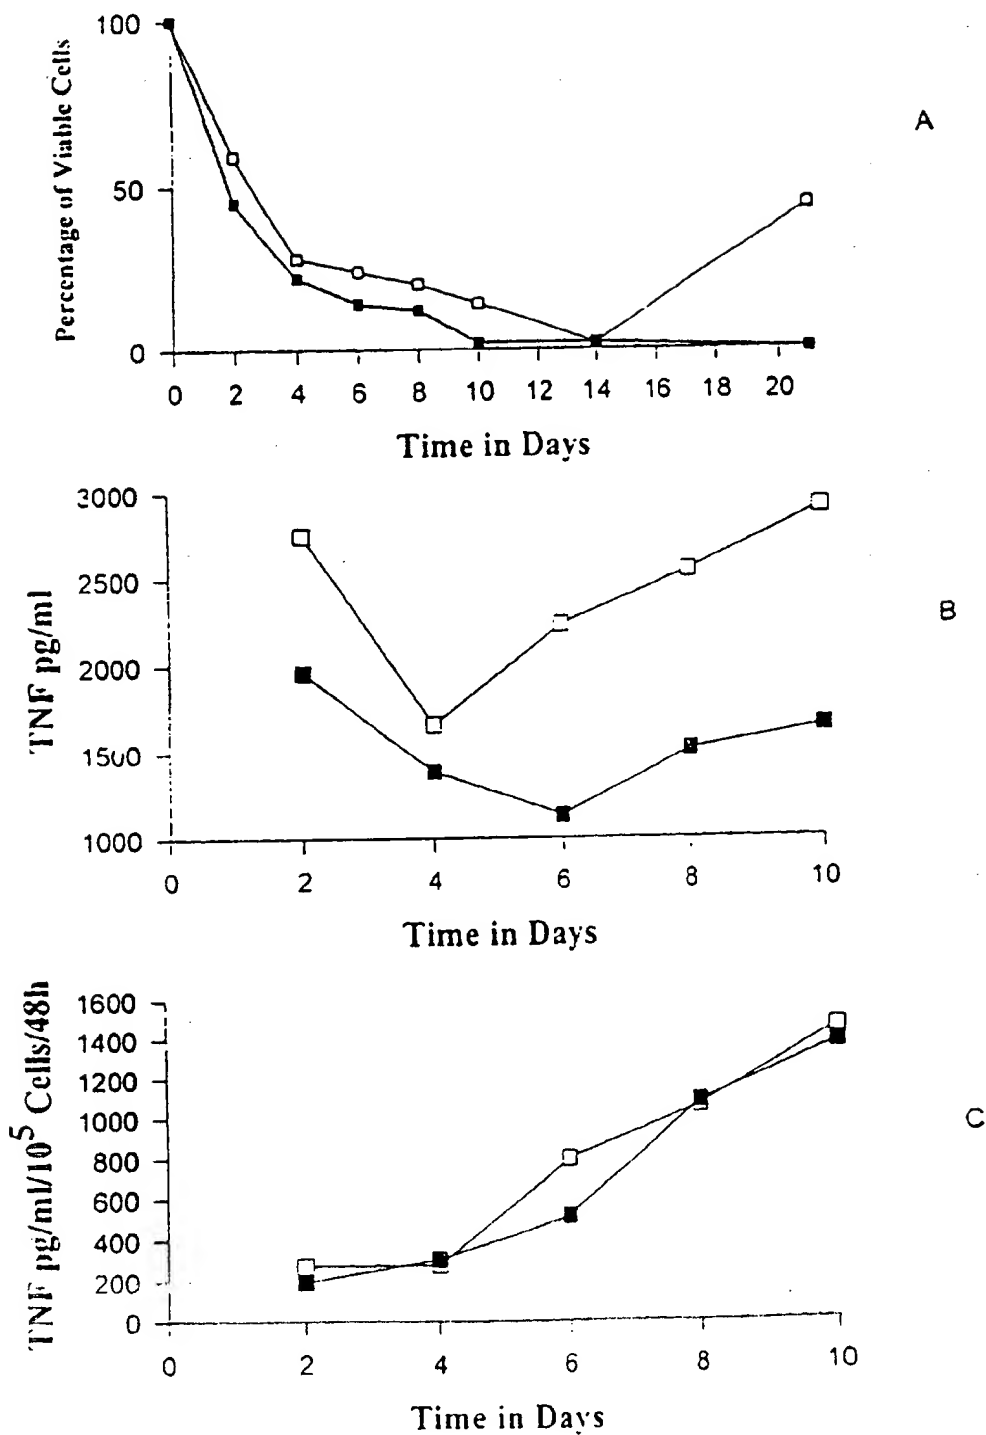 Percentage of Viable Cells
100
50
0
0 2 4 6 8 10 12 14 16 18 20
Time in Days
A
TNF pg/ml
3000
2500
2000
1500
1000
0 2 4 6 8 10
Time in Days
B
TNF pg/ml/10⁵ Cells/48h
1600
1400
1200
1000
800
600
400
200
0
0 2 4 6 8 10
Time in Days
C